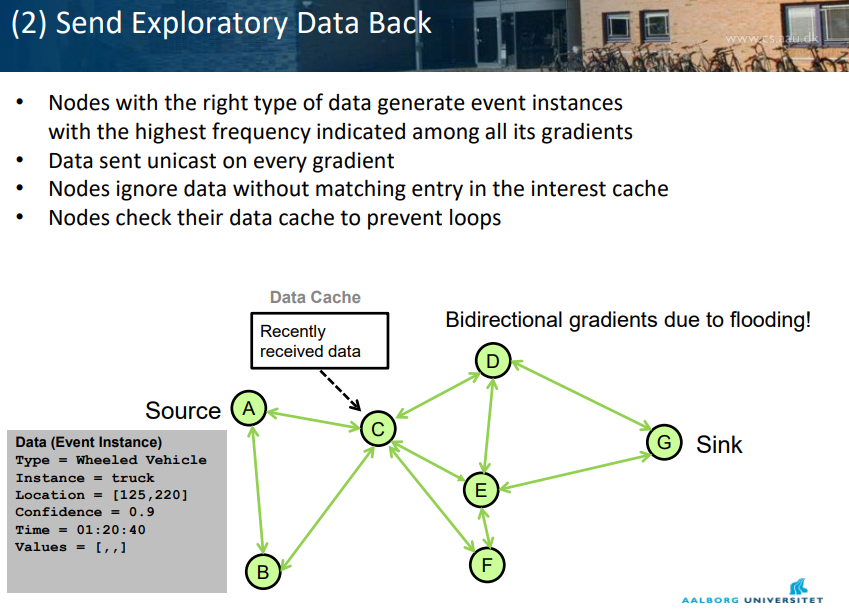 (2) Send Exploratory Data Back
www.cs.aau.dk
• Nodes with the right type of data generate event instances
with the highest frequency indicated among all its gradients
• Data sent unicast on every gradient
• Nodes ignore data without matching entry in the interest cache
• Nodes check their data cache to prevent loops
Data Cache
Recently
received data
Bidirectional gradients due to flooding!
D
Source
A
C
G
Sink
Data (Event Instance)
Type = Wheeled Vehicle
Instance = truck
Location = [125,220]
Confidence = 0.9
Time = 01:20:40
Values = [,,]
E
B
F
AALBORG UNIVERSITET